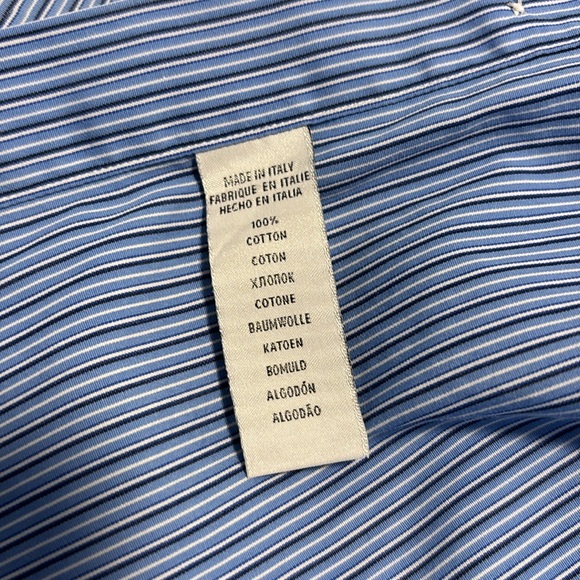 MADE IN ITALY
FABRIQUE EN ITALIE
HECHO EN ITALIA
100%
COTTON
COTON
ХЛОПОК
COTONE
BAUMWOLLE
KATOEN
BOMULD
ALGODÓN
ALGODÃO